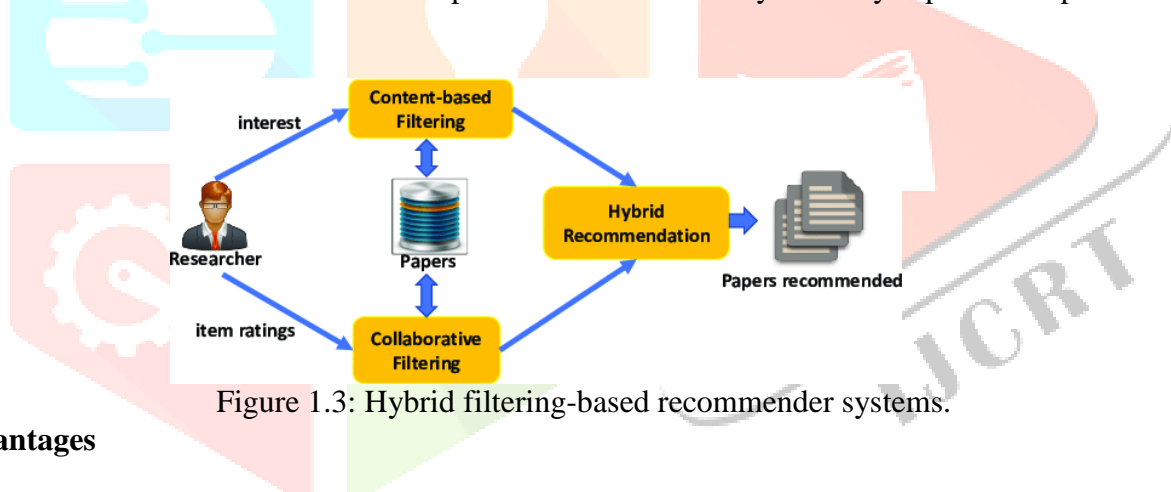 Content-based
Filtering
interest
Hybrid
Recommendation
Researcher
Papers
Papers recommended
item ratings
Collaborative
Filtering
IJCRT
Figure 1.3: Hybrid filtering-based recommender systems.
antages